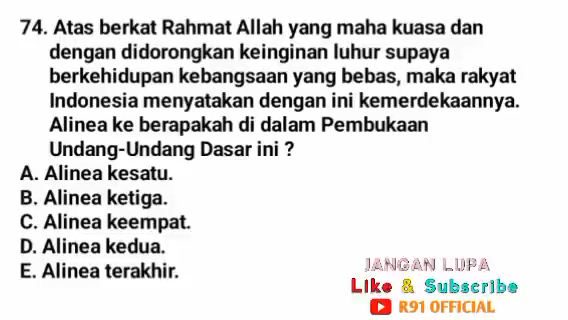 74. Atas berkat Rahmat Allah yang maha kuasa dan
dengan didorongkan keinginan luhur supaya
berkehidupan kebangsaan yang bebas, maka rakyat
Indonesia menyatakan dengan ini kemerdekaannya.
Alinea ke berapakah di dalam Pembukaan
Undang-Undang Dasar ini ?
A. Alinea kesatu.
B. Alinea ketiga.
C. Alinea keempat.
D. Alinea kedua.
E. Alinea terakhir.
JANGAN LUPA
Like & Subscribe
R91 OFFICIAL